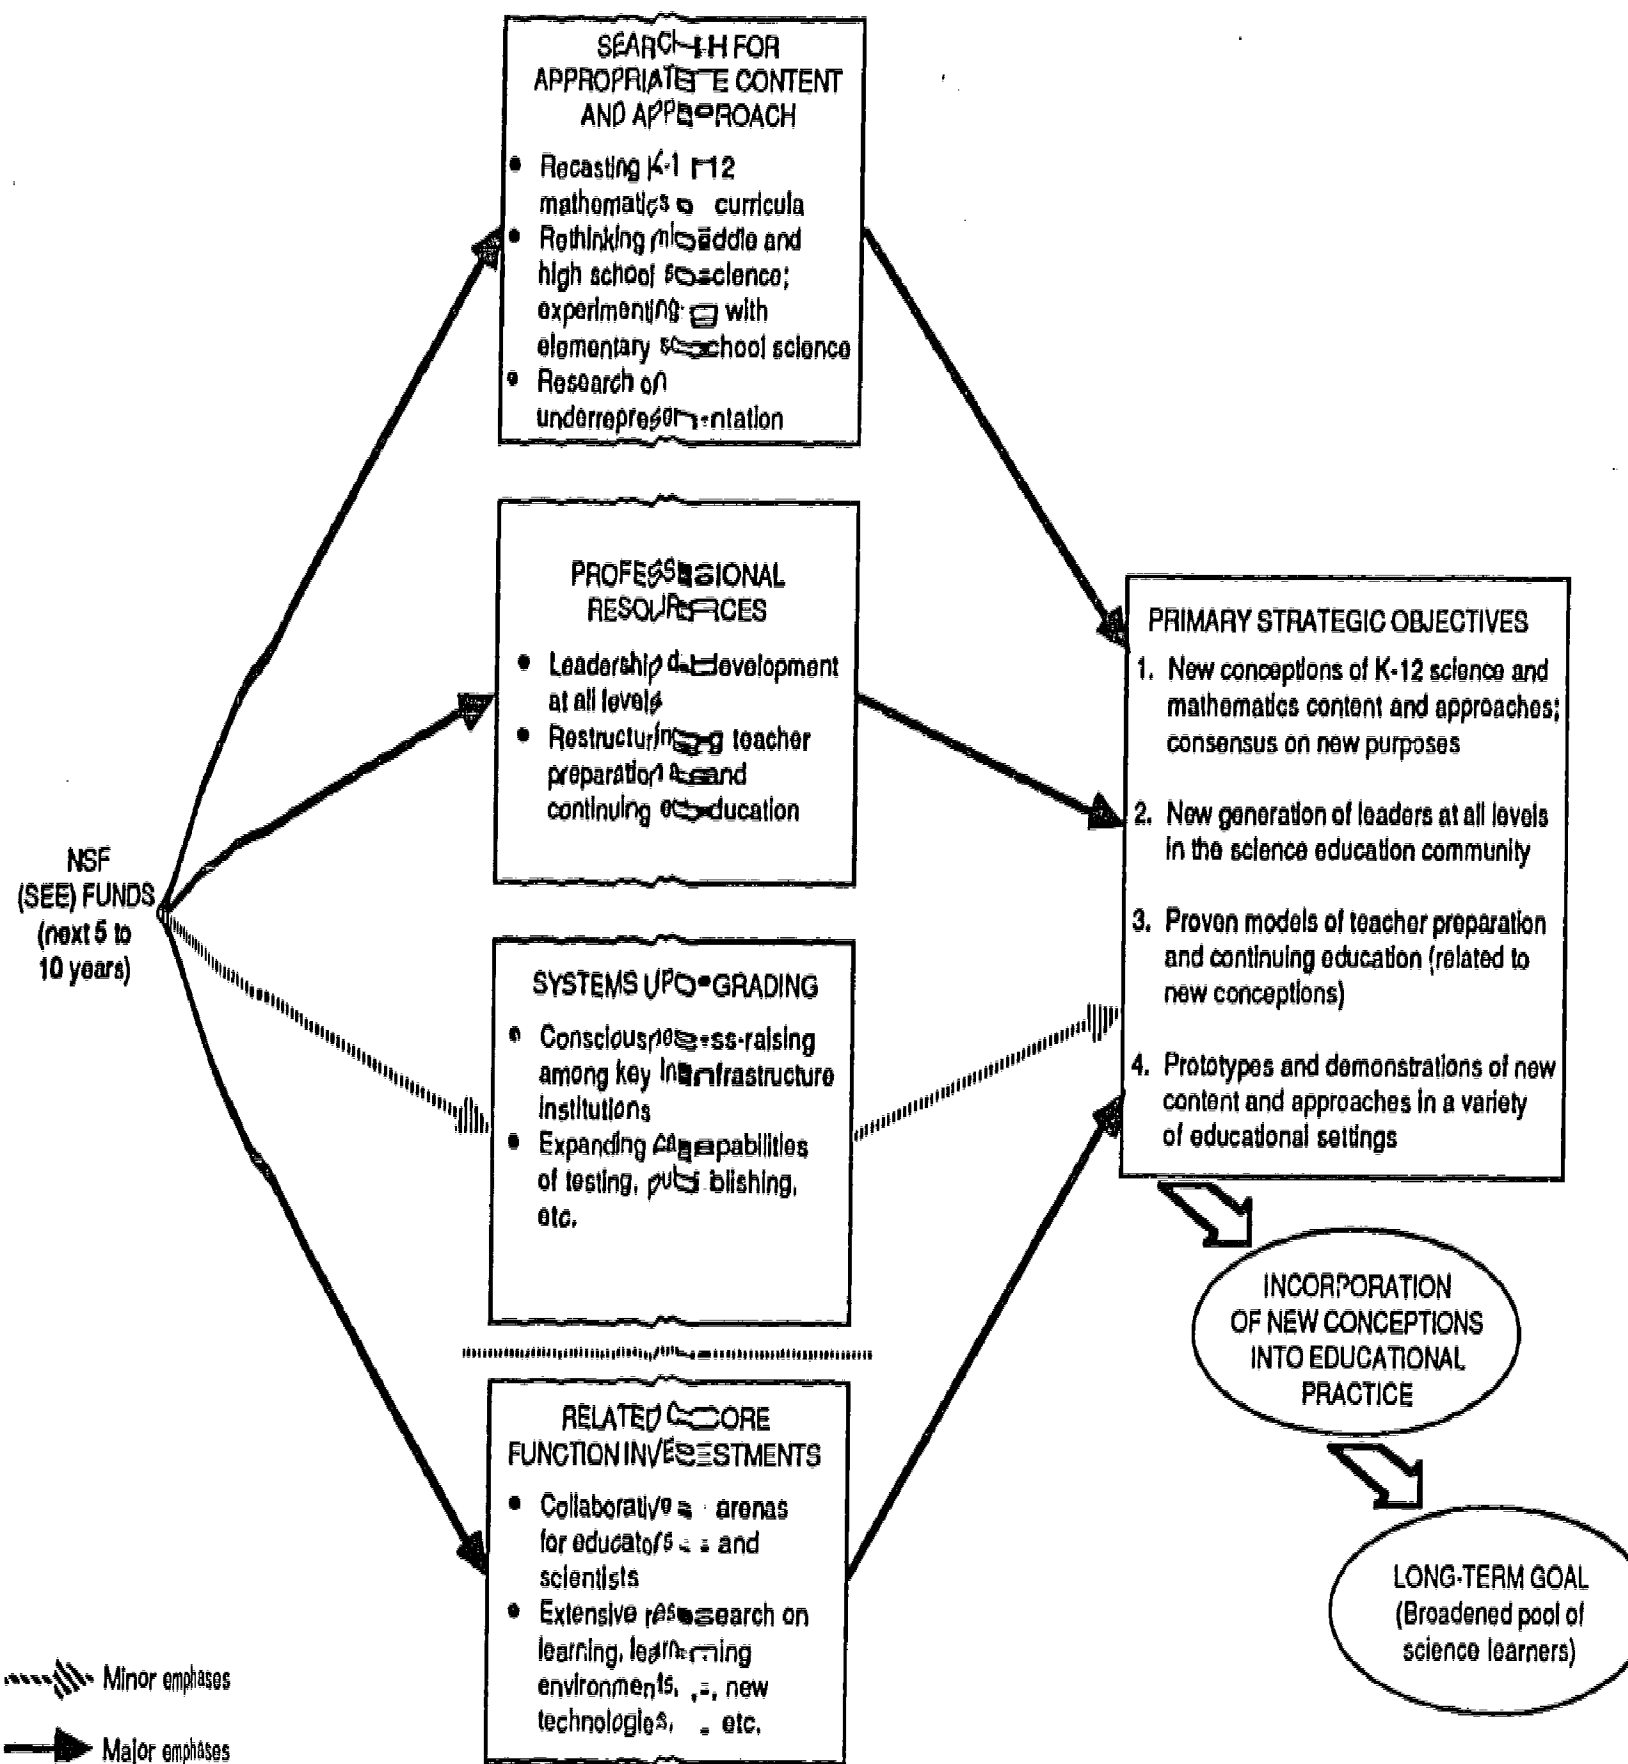 SEARCH FOR
APPROPRIATE CONTENT
AND APPROACH
• Recasting K-12
mathematics curricula
• Rethinking middle and
high school science;
experimenting with
elementary school science
• Research on
underrepresentation
PROFESSIONAL
RESOURCES
• Leadership development
at all levels
• Restructuring teacher
preparation and
continuing education
NSF
(SEE) FUNDS
(next 5 to
10 years)
SYSTEMS UPGRADING
• Consciousness-raising
among key infrastructure
institutions
• Expanding capabilities
of testing, publishing,
etc.
RELATED CORE
FUNCTION INVESTMENTS
• Collaborative arenas
for educators and
scientists
• Extensive research on
learning, learning
environments, new
technologies, etc.
PRIMARY STRATEGIC OBJECTIVES
1. New conceptions of K-12 science and
mathematics content and approaches;
consensus on new purposes
2. New generation of leaders at all levels
in the science education community
3. Proven models of teacher preparation
and continuing education (related to
new conceptions)
4. Prototypes and demonstrations of new
content and approaches in a variety
of educational settings
INCORPORATION
OF NEW CONCEPTIONS
INTO EDUCATIONAL
PRACTICE
LONG-TERM GOAL
(Broadened pool of
science learners)
Minor emphases
Major emphases